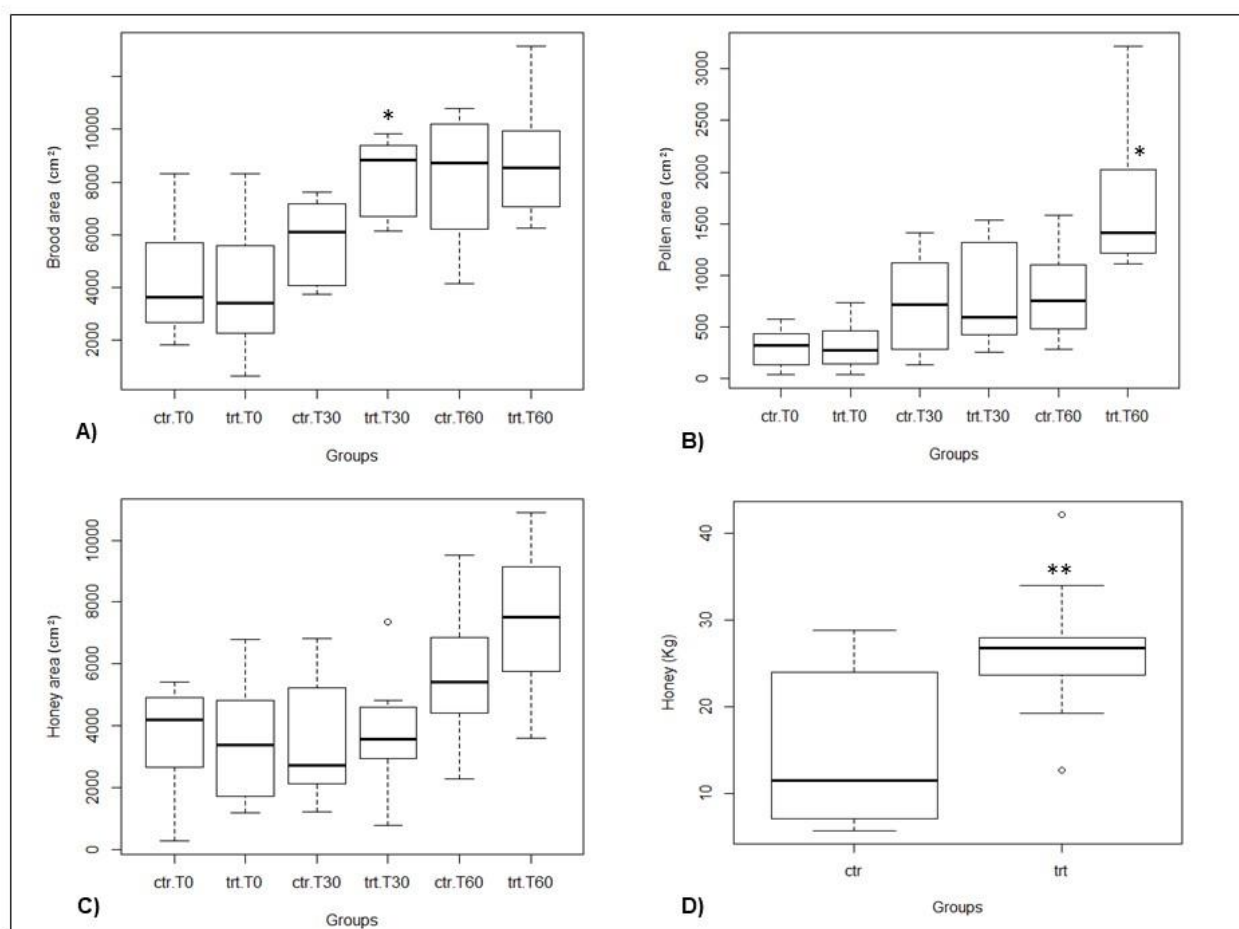 Brood area (cm²)
2000 4000 6000 8000 10000
*
ctr.T0 trt.T0 ctr.T30 trt.T30 ctr.T60 trt.T60
A)
Groups
Pollen area (cm²)
0 500 1000 1500 2000 2500 3000
*
ctr.T0 trt.T0 ctr.T30 trt.T30 ctr.T60 trt.T60
B)
Groups
Honey area (cm²)
0 2000 4000 6000 8000 10000
ctr.T0 trt.T0 ctr.T30 trt.T30 ctr.T60 trt.T60
C)
Groups
Honey (Kg)
10 20 30 40
**
ctr trt
D)
Groups